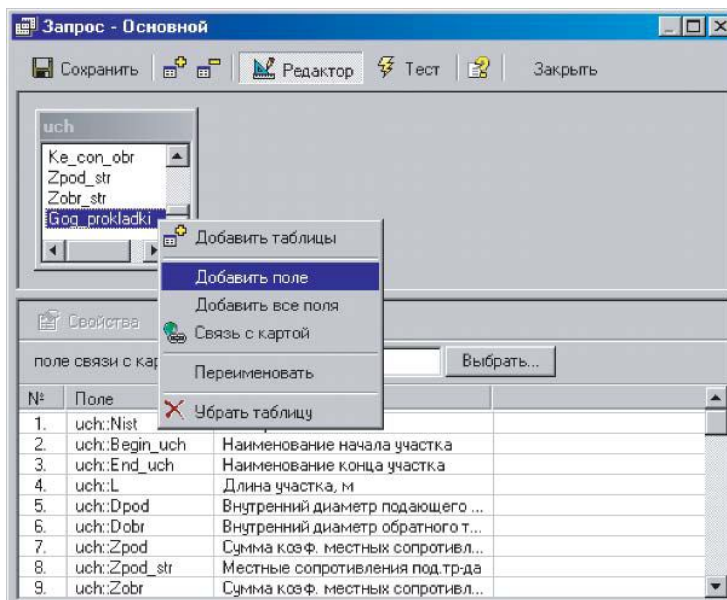 Запрос - Основной
Сохранить Редактор Тест Закрыть
uch
Ke_con_obr
Zpod_str
Zobr_str
Gog_prokladki
Добавить таблицы
Добавить поле
Добавить все поля
Связь с картой
Переименовать
Убрать таблицу
Свойства
поле связи с Выбрать...
№ Поле
1. uch::Nist
2. uch::Begin_uch Наименование начала участка
3. uch::End_uch Наименование конца участка
4. uch::L Длина участка, м
5. uch::Dpod Внутренний диаметр подающего ...
6. uch::Dobr Внутренний диаметр обратного т...
7. uch::Zpod Сумма коэф. местных сопротивл...
8. uch::Zpod_str Местные сопротивления под.тр-да
9. uch::Zobr Сумма коэф. местных сопротивл...